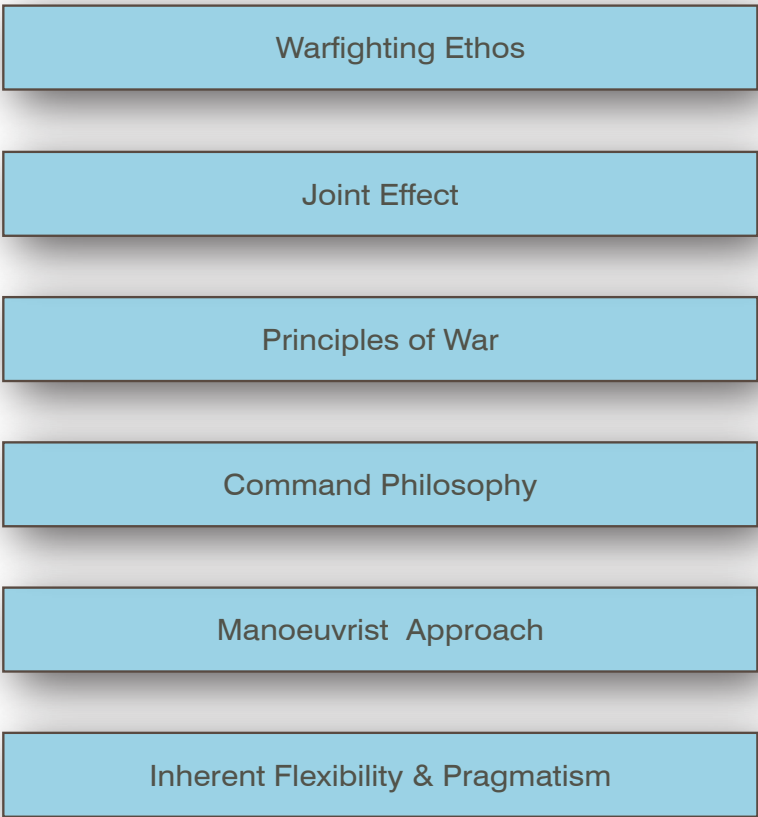 Warfighting Ethos
Joint Effect
Principles of War
Command Philosophy
Manoeuvrist  Approach
Inherent Flexibility & Pragmatism